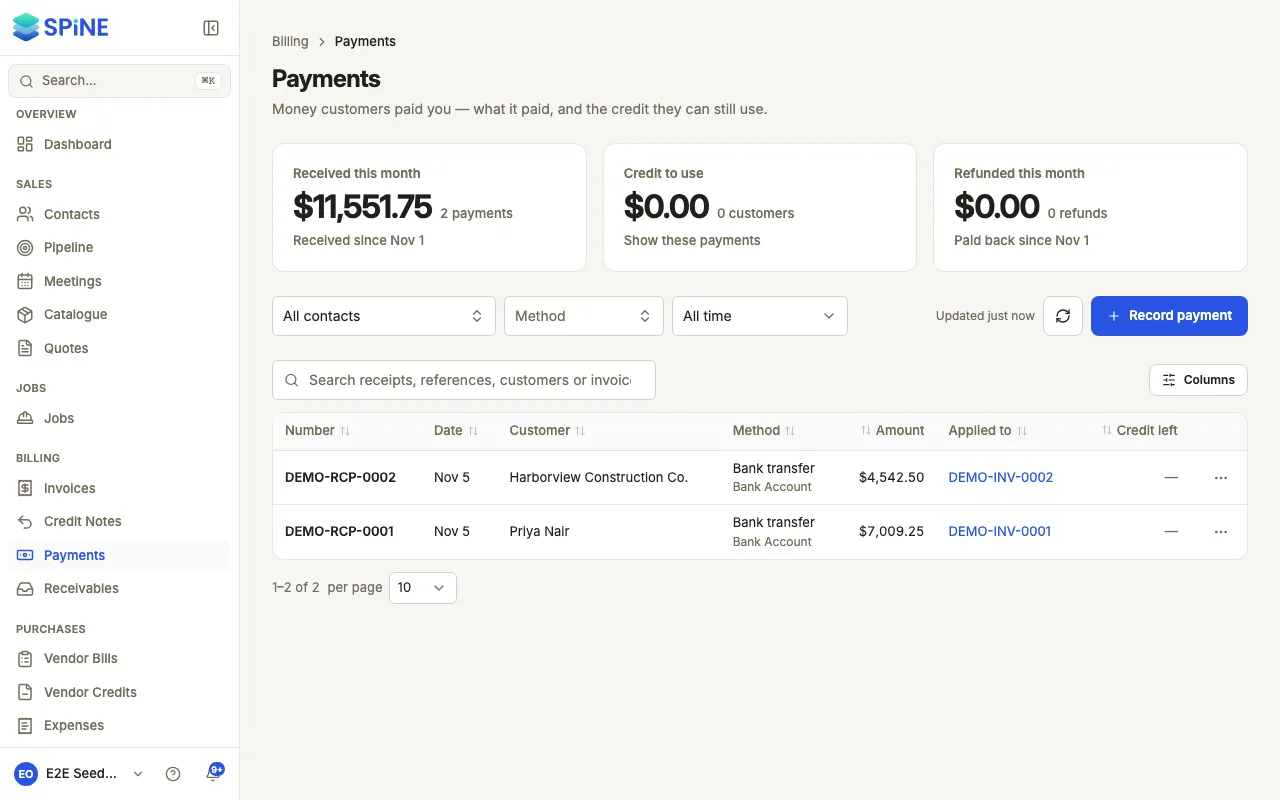 SPiNE
Search...
⌘K
OVERVIEW
Dashboard
SALES
Contacts
Pipeline
Meetings
Catalogue
Quotes
JOBS
Jobs
BILLING
Invoices
Credit Notes
Payments
Receivables
PURCHASES
Vendor Bills
Vendor Credits
Expenses
EO E2E Seed...
9+
Billing > Payments
Payments
Money customers paid you — what it paid, and the credit they can still use.
Received this month
$11,551.75 2 payments
Received since Nov 1
Credit to use
$0.00 0 customers
Show these payments
Refunded this month
$0.00 0 refunds
Paid back since Nov 1
All contacts
Method
All time
Updated just now
+ Record payment
Search receipts, references, customers or invoic
Columns
Number Date Customer Method Amount Applied to Credit left
DEMO-RCP-0002 Nov 5 Harborview Construction Co. Bank transfer $4,542.50 DEMO-INV-0002 — ...
Bank Account
DEMO-RCP-0001 Nov 5 Priya Nair Bank transfer $7,009.25 DEMO-INV-0001 — ...
Bank Account
1–2 of 2 per page 10